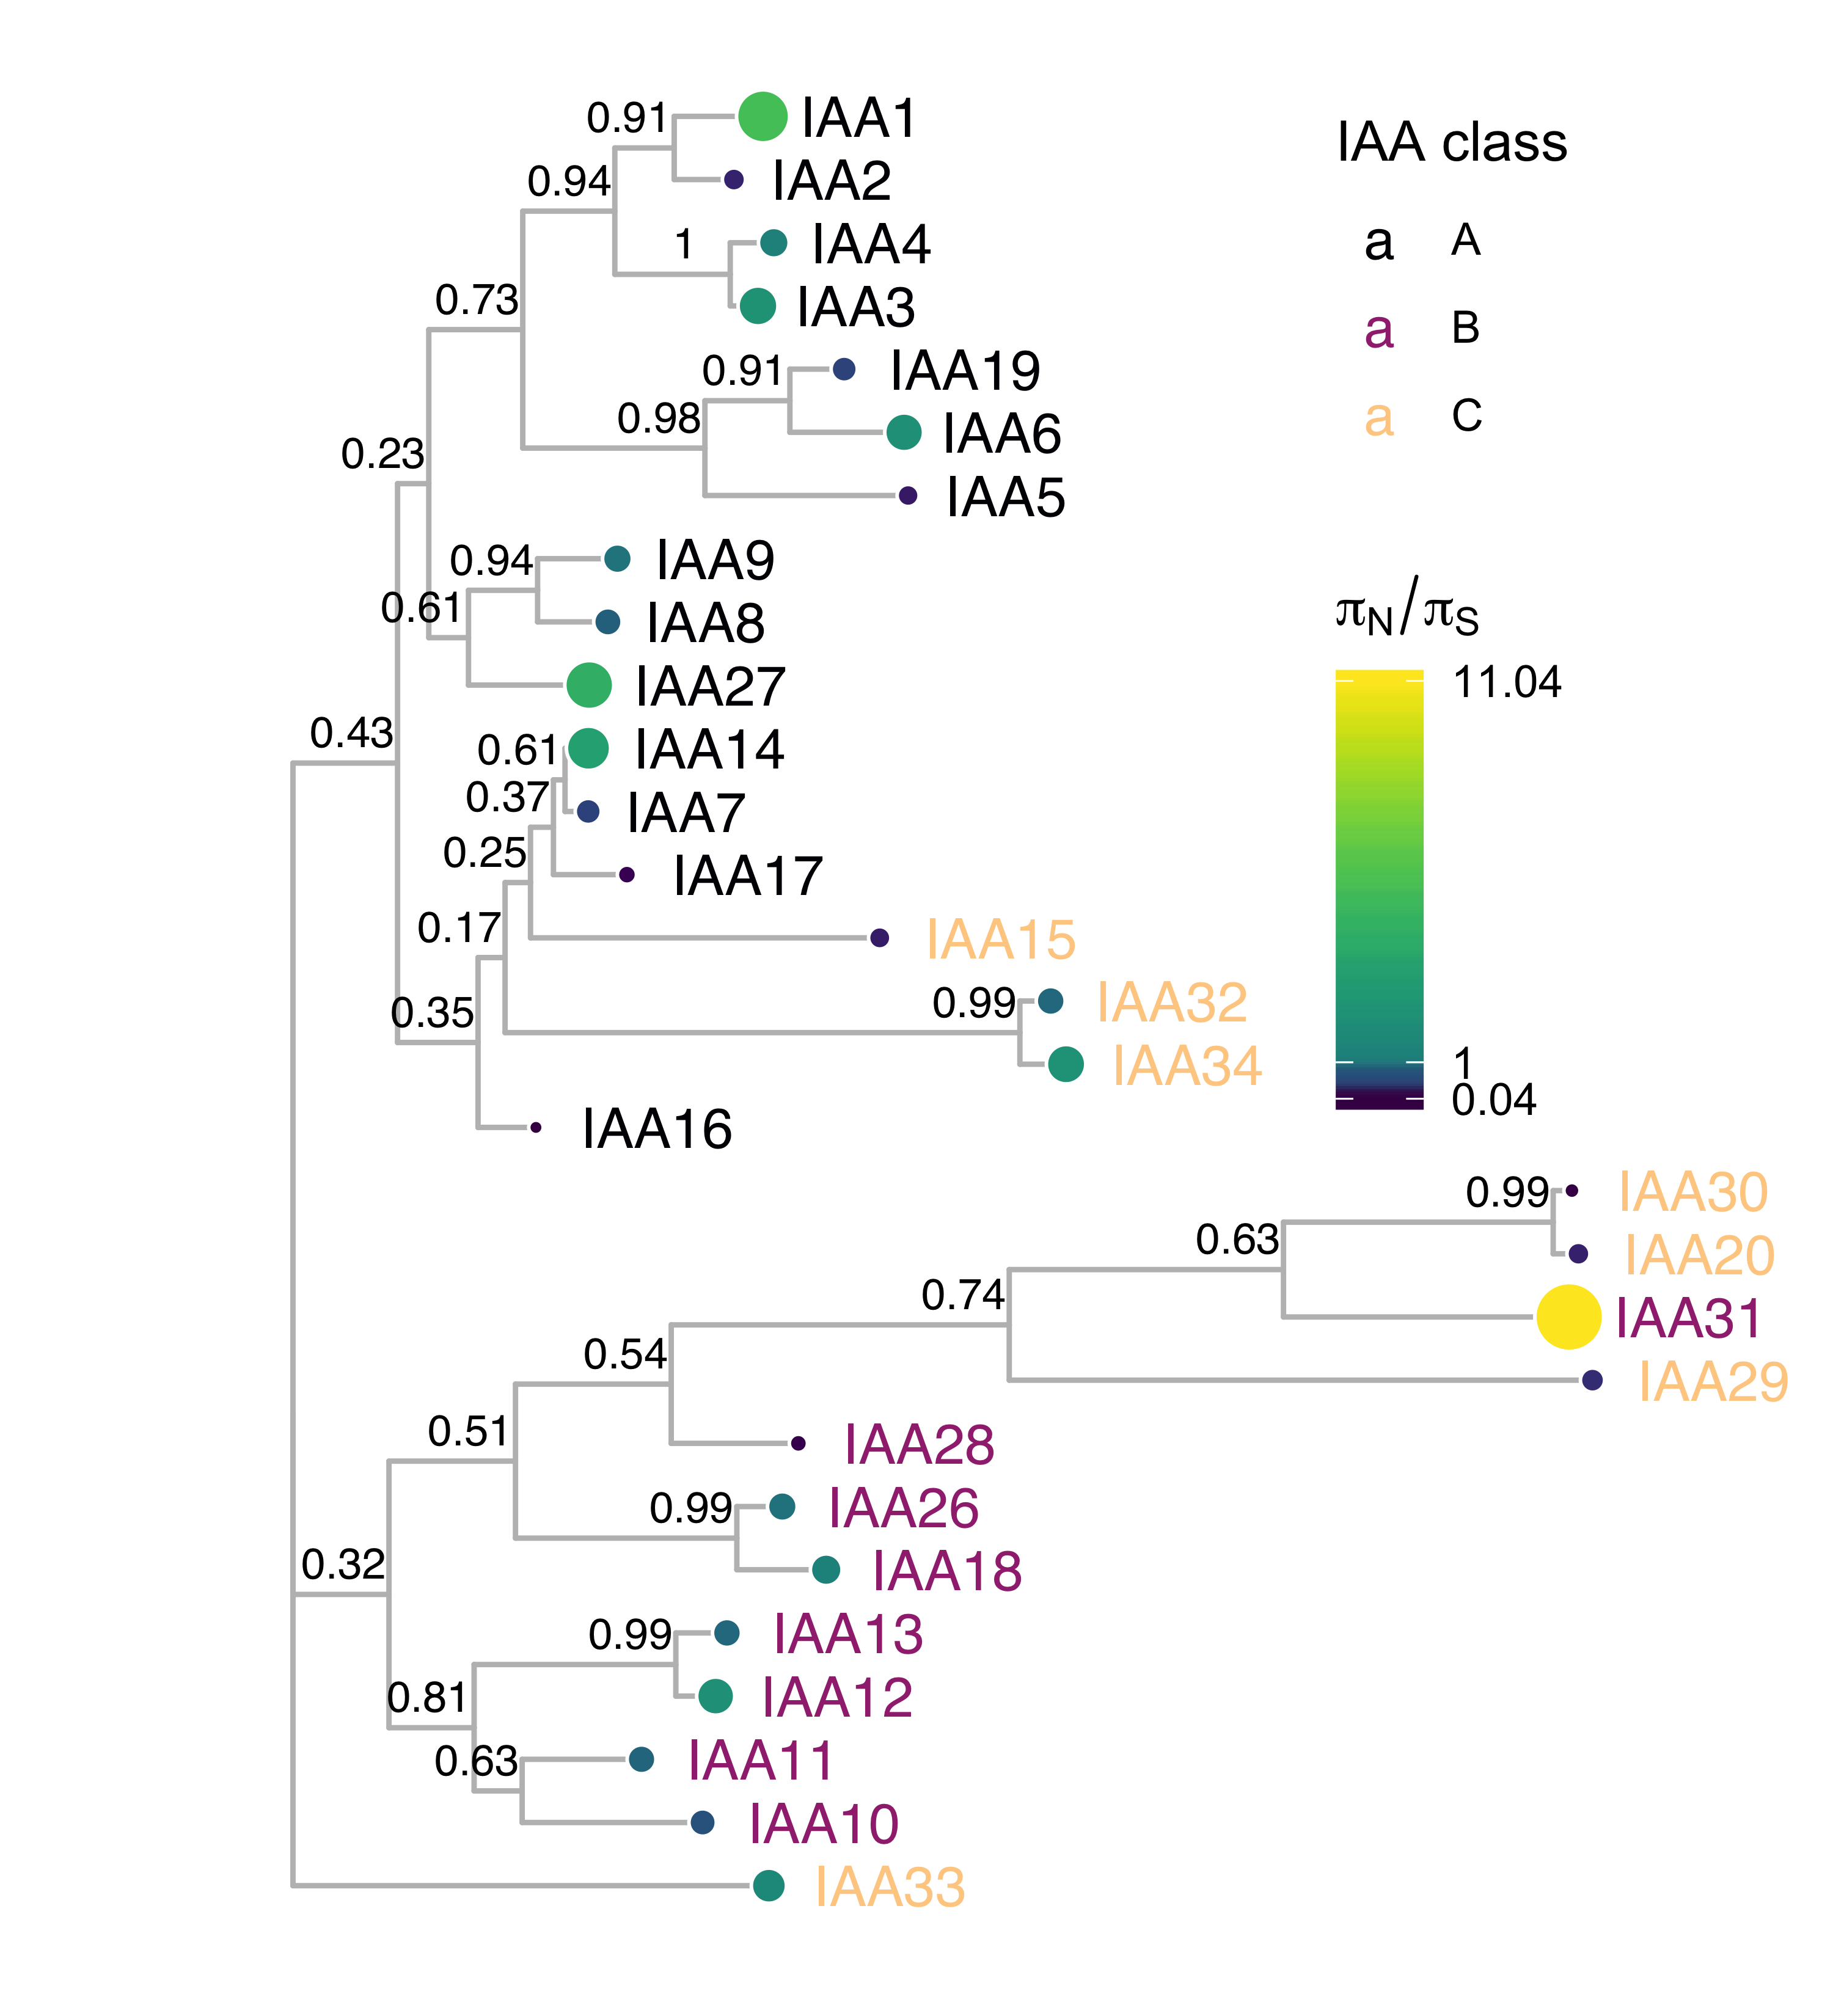 0.91
IAA1
IAA2
0.94
1
IAA4
IAA3
0.73
0.91
IAA19
0.98
IAA6
IAA5
0.23
0.94
IAA9
IAA8
0.61
IAA27
0.43
0.61
IAA14
0.37
IAA7
0.25
IAA17
0.17
IAA15
0.99
IAA32
0.35
IAA34
IAA16
0.99
IAA30
0.63
IAA20
0.74
IAA31
0.54
IAA29
0.51
IAA28
0.99
IAA26
IAA18
0.32
0.99
IAA13
0.81
IAA12
0.63
IAA11
IAA10
IAA33
IAA class
a A
a B
a C
πN/πS
11.04
1
0.04